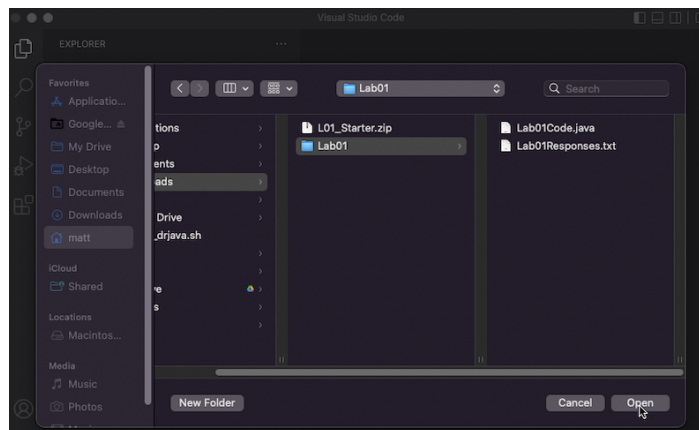 Visual Studio Code
EXPLORER
Favorites
Applicatio...
Google...
My Drive
Desktop
Documents
Downloads
matt
iCloud
Shared
Locations
Macintos...
Media
Music
Photos
Lab01
Search
tions
p
ents
ads
Drive
_drjava.sh
ve
s
L01_Starter.zip
Lab01
Lab01Code.java
Lab01Responses.txt
New Folder
Cancel
Open